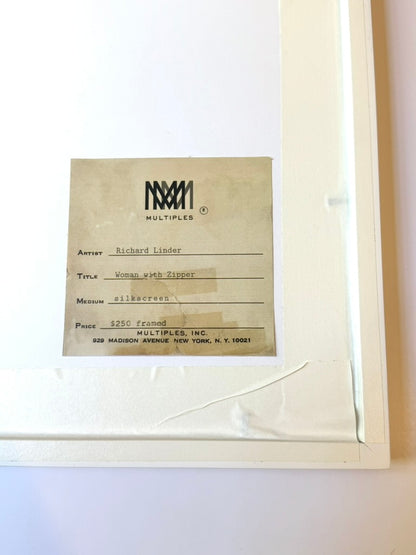 MULTIPLES ®
ARTIST Richard Linder
TITLE Woman with Zipper
MEDIUM silkscreen
PRICE $250 framed
MULTIPLES, INC.
929 MADISON AVENUE NEW YORK, N. Y. 10021